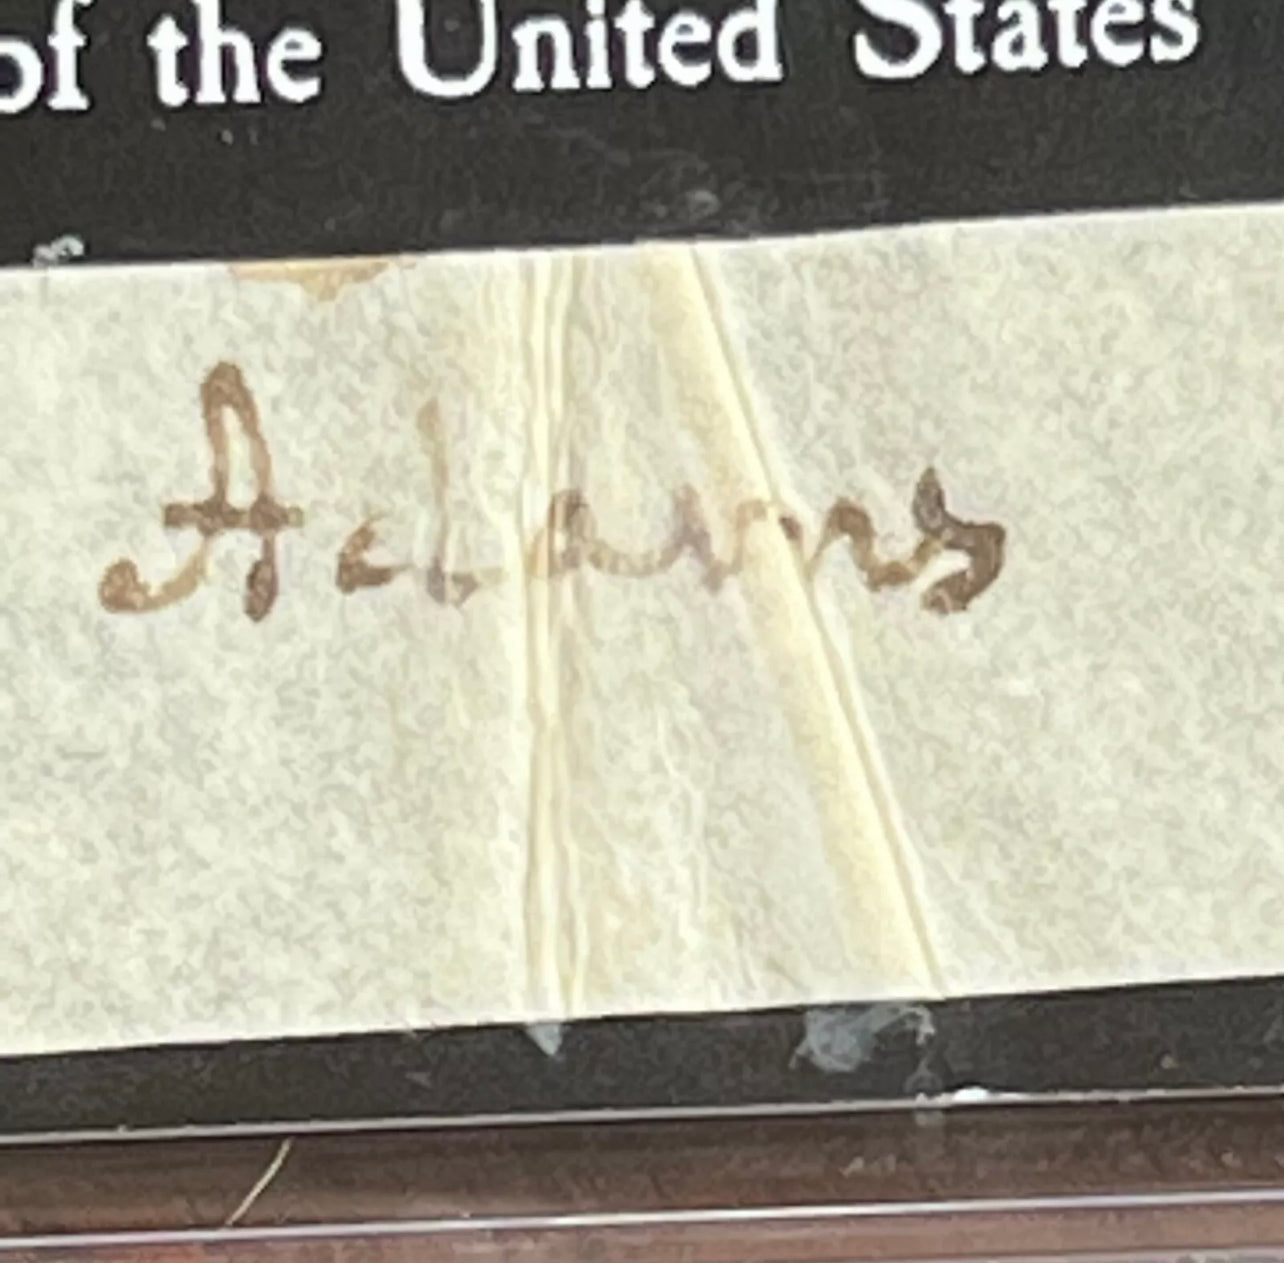 of the United States
Adams